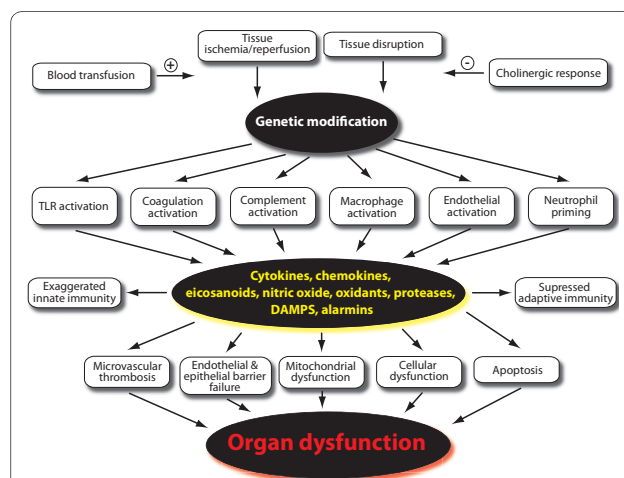 Tissue
ischemia/reperfusion
Tissue disruption
Blood transfusion
+
-
Cholinergic response
Genetic modification
TLR activation
Coagulation
activation
Complement
activation
Macrophage
activation
Endothelial
activation
Neutrophil
priming
Cytokines, chemokines,
eicosanoids, nitric oxide, oxidants, proteases,
DAMPS, alarmins
Exaggerated
innate immunity
Supressed
adaptive immunity
Microvascular
thrombosis
Endothelial &
epithelial barrier
failure
Mitochondrial
dysfunction
Cellular
dysfunction
Apoptosis
Organ dysfunction